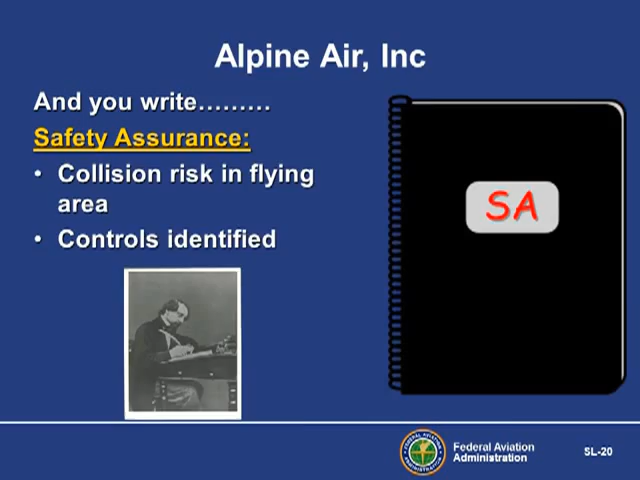 Alpine Air, Inc
And you write.........
Safety Assurance:
• Collision risk in flying
area
• Controls identified
SA
Federal Aviation
Administration
SL-20